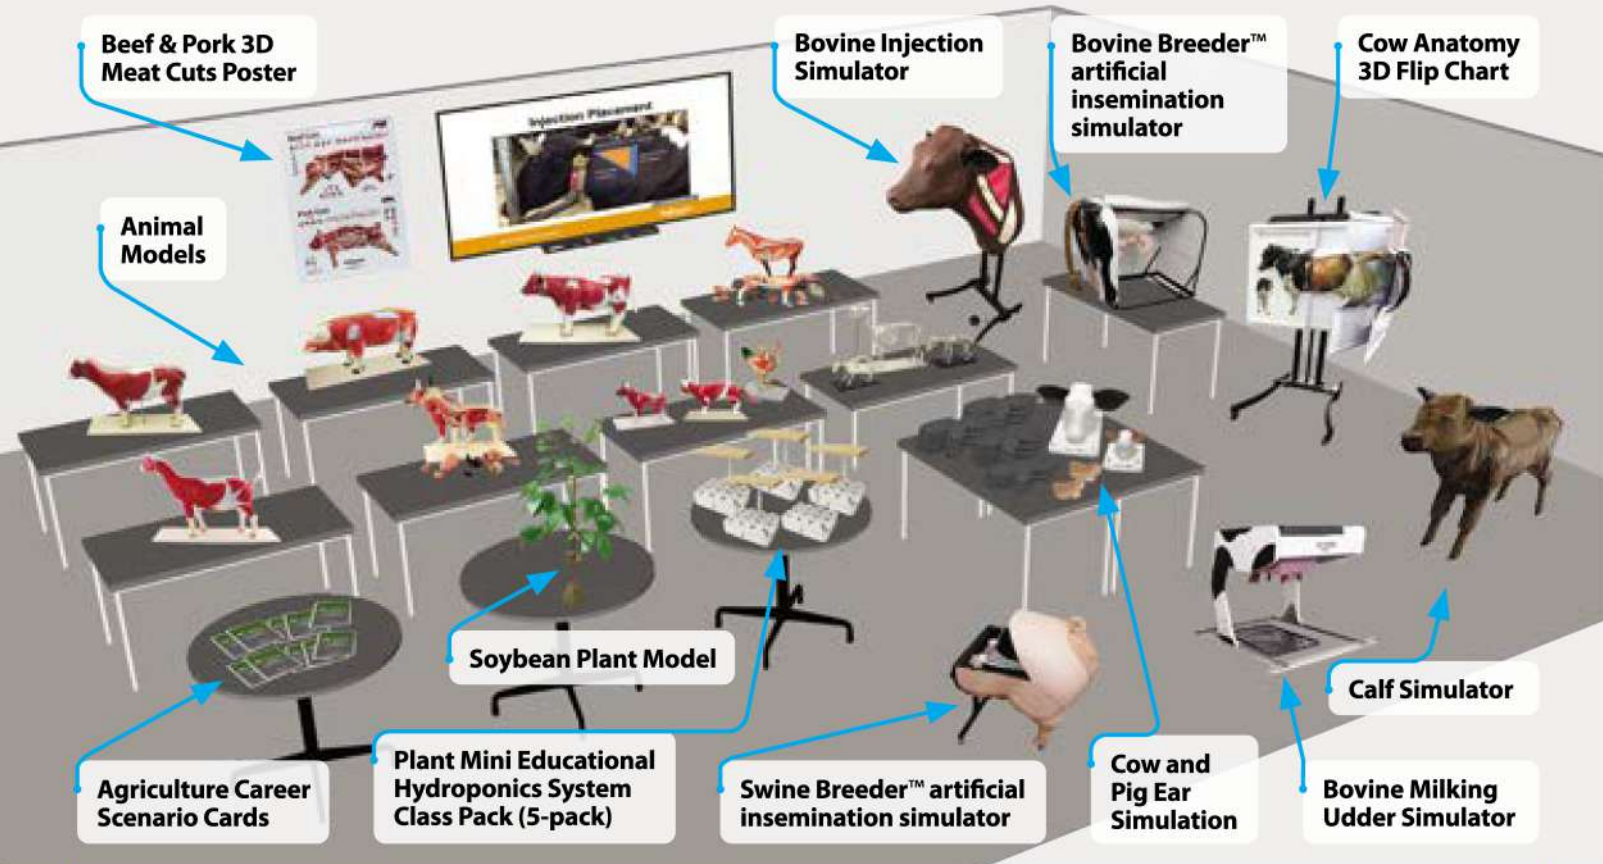 Beef & Pork 3D
Meat Cuts Poster
Bovine Injection
Simulator
Bovine Breeder™
artificial
insemination
simulator
Cow Anatomy
3D Flip Chart
Injection Placement
Animal
Models
Soybean Plant Model
Calf Simulator
Agriculture Career
Scenario Cards
Plant Mini Educational
Hydroponics System
Class Pack (5-pack)
Swine Breeder™ artificial
insemination simulator
Cow and
Pig Ear
Simulation
Bovine Milking
Udder Simulator